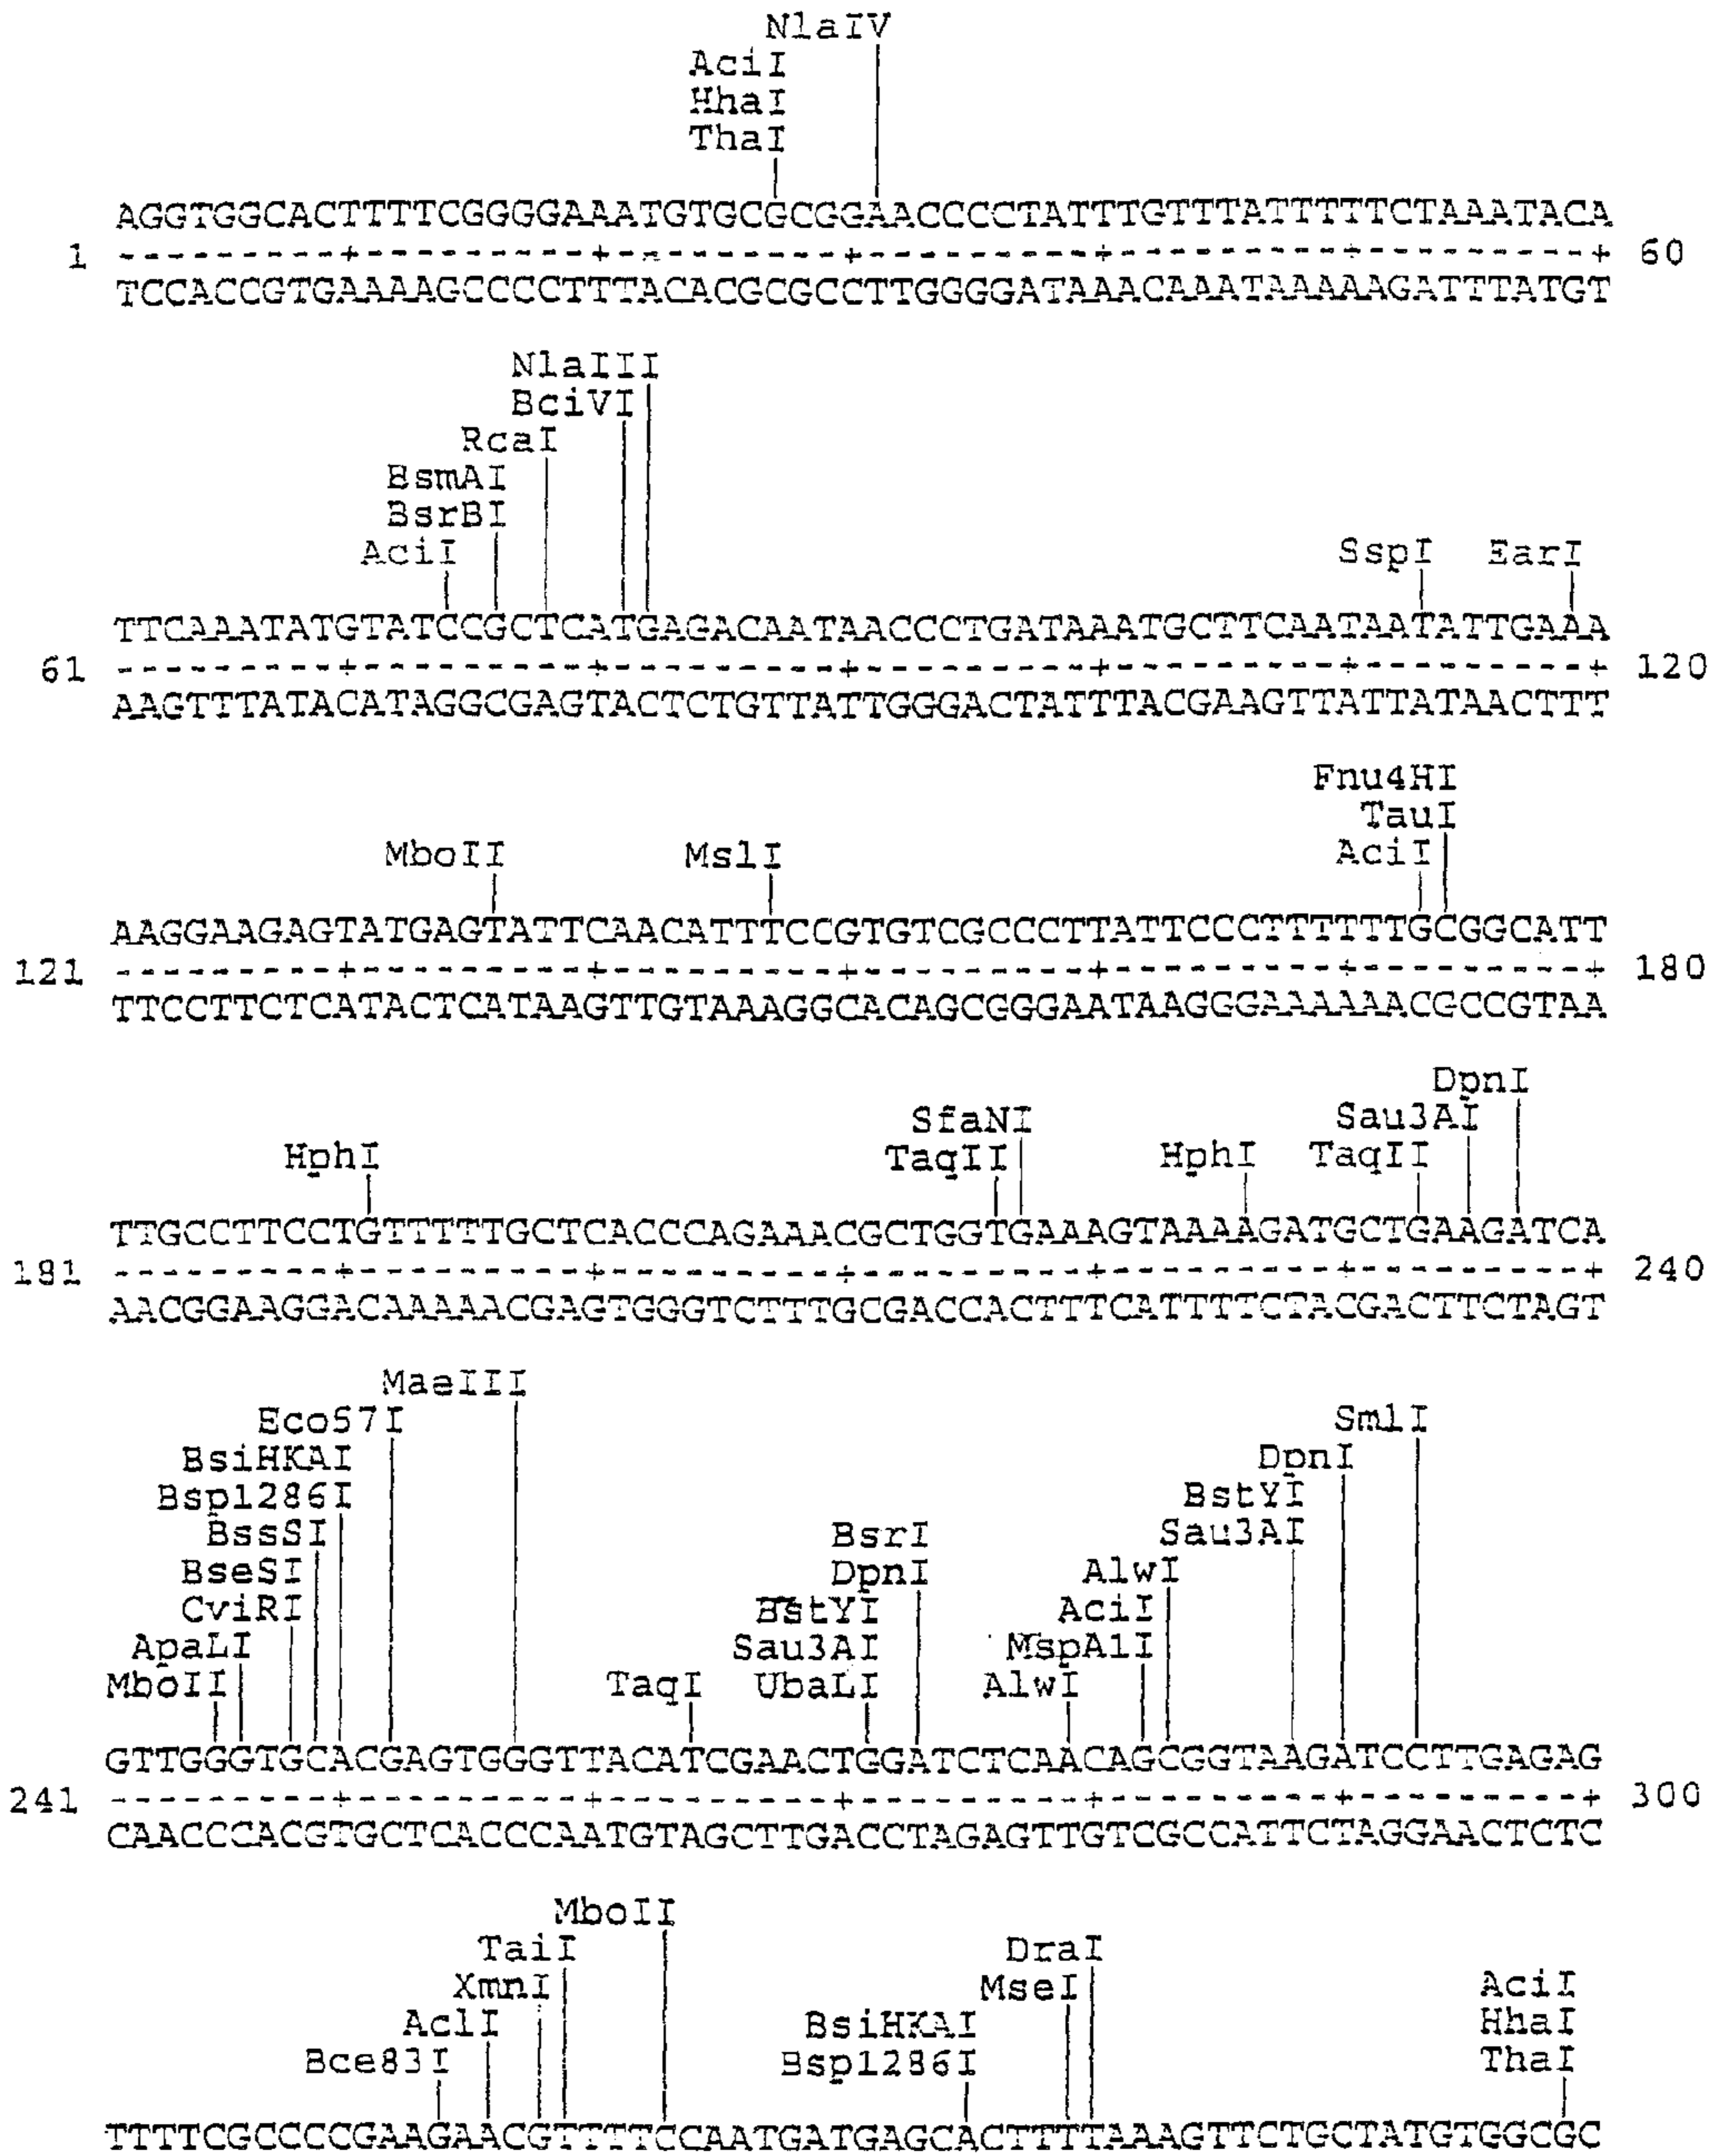 NlaIV
AciI
HhaI
ThaI
AGGTGGCACTTTTCGGGGAAATGTGCGCGGAACCCCTATTTGTTTATTTTTCTAAATACA
1 ---------+---------+---------+---------+---------+---------+ 60
TCCACCGTGAAAAGCCCCTTTACACGCGCCTTGGGGATAAACAAATAAAAAGATTTATGT
NlaIII
BciVI
RcaI
BsmAI
BsrBI
AciI SspI EarI
TTCAAATATGTATCCGCTCATGAGACAATAACCCTGATAAATGCTTCAATAATATTGAAA
61 ---------+---------+---------+---------+---------+---------+ 120
AAGTTTATACATAGGCGAGTACTCTGTTATTGGGACTATTTACGAAGTTATTATAACTTT
Fnu4HI
TauI
MboII MslI AciI
AAGGAAGAGTATGAGTATTCAACATTTCCGTGTCGCCCTTATTCCCTTTTTTGCGGCATT
121 ---------+---------+---------+---------+---------+---------+ 180
TTCCTTCTCATACTCATAAGTTGTAAAGGCACAGCGGGAATAAGGGAAAAAACGCCGTAA
DpnI
SfaNI Sau3AI
HphI TaqII HphI TaqII
TTGCCTTCCTGTTTTTGCTCACCCAGAAACGCTGGTGAAAGTAAAAGATGCTGAAGATCA
181 ---------+---------+---------+---------+---------+---------+ 240
AACGGAAGGACAAAAACGAGTGGGTCTTTGCGACCACTTTCATTTTCTACGACTTCTAGT
MaeIII
Eco57I SmlI
BsiHKAI DpnI
Bsp1286I BstYI
BssSI BsrI Sau3AI
BseSI DpnI AlwI
CviRI BstYI AciI
ApaLI Sau3AI MspA1I
MboII TaqI UbaLI AlwI
GTTGGGTGCACGAGTGGGTTACATCGAACTGGATCTCAACAGCGGTAAGATCCTTGAGAG
241 ---------+---------+---------+---------+---------+---------+ 300
CAACCCACGTGCTCACCCAATGTAGCTTGACCTAGAGTTGTCGCCATTCTAGGAACTCTC
MboII
TaiI DraI
XmnI MseI AciI
AclI BsiHKAI HhaI
Bce83I Bsp1286I ThaI
TTTTCGCCCCGAAGAACGTTTTCCAATGATGAGCACTTTTAAAGTTCTGCTATGTGGCGC